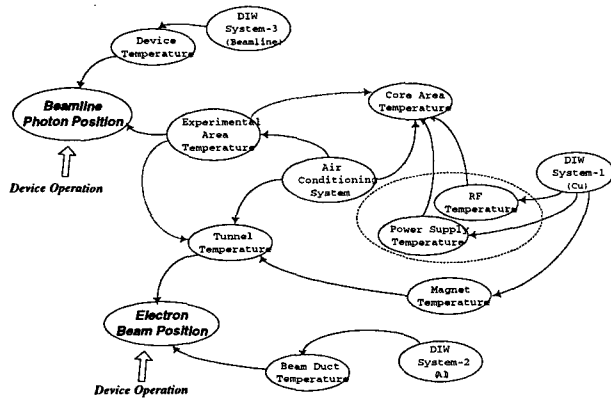 DIW
System-3
(Beamline)
Device
Temperature
Beamline
Photon Position
Device Operation
Experimental
Area
Temperature
Core Area
Temperature
Air
Conditioning
System
DIW
System-1
(Cu)
RF
Temperature
Power Supply
Temperature
Tunnel
Temperature
Magnet
Temperature
Electron
Beam Position
Device Operation
Beam Duct
Temperature
DIW
System-2
(Al)